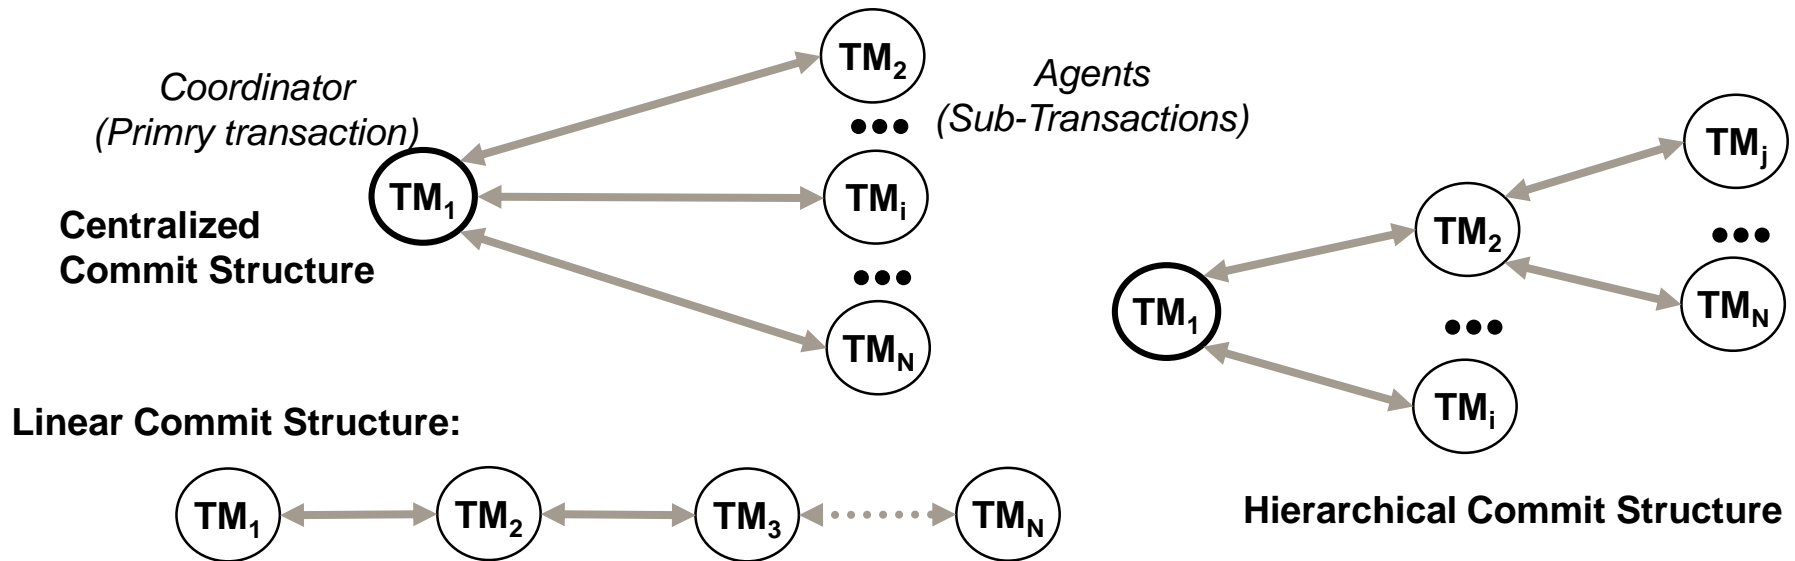 Coordinator
(Primry transaction)
TM1
Centralized
Commit Structure
TM2
•••
TMi
•••
TMN
Agents
(Sub-Transactions)
TM1
TM2
•••
TMi
TMj
•••
TMN
Hierarchical Commit Structure
Linear Commit Structure:
TM1
TM2
TM3
TMN